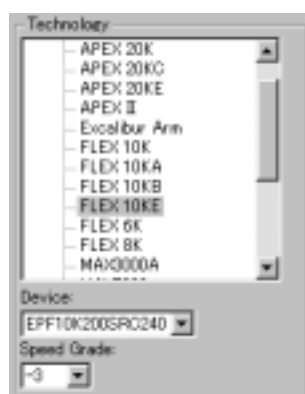 Technology
APEX 20K
APEX 20KC
APEX 20KE
APEX II
Excalibur Arm
FLEX 10K
FLEX 10KA
FLEX 10KB
FLEX 10KE
FLEX 6K
FLEX 8K
MAX3000A
Device:
EPF10K200SRC240
Speed Grade:
-3